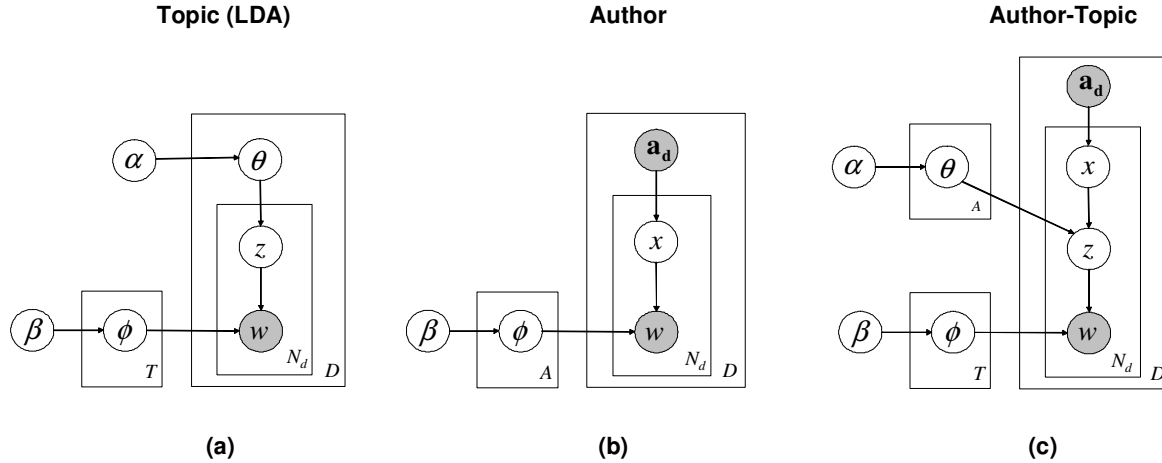 Topic (LDA) Author Author-Topic
a_d
a_d
α θ α θ x
z x z
β φ w β φ w β φ w
T N_d D A N_d D A T N_d D
(a) (b) (c)